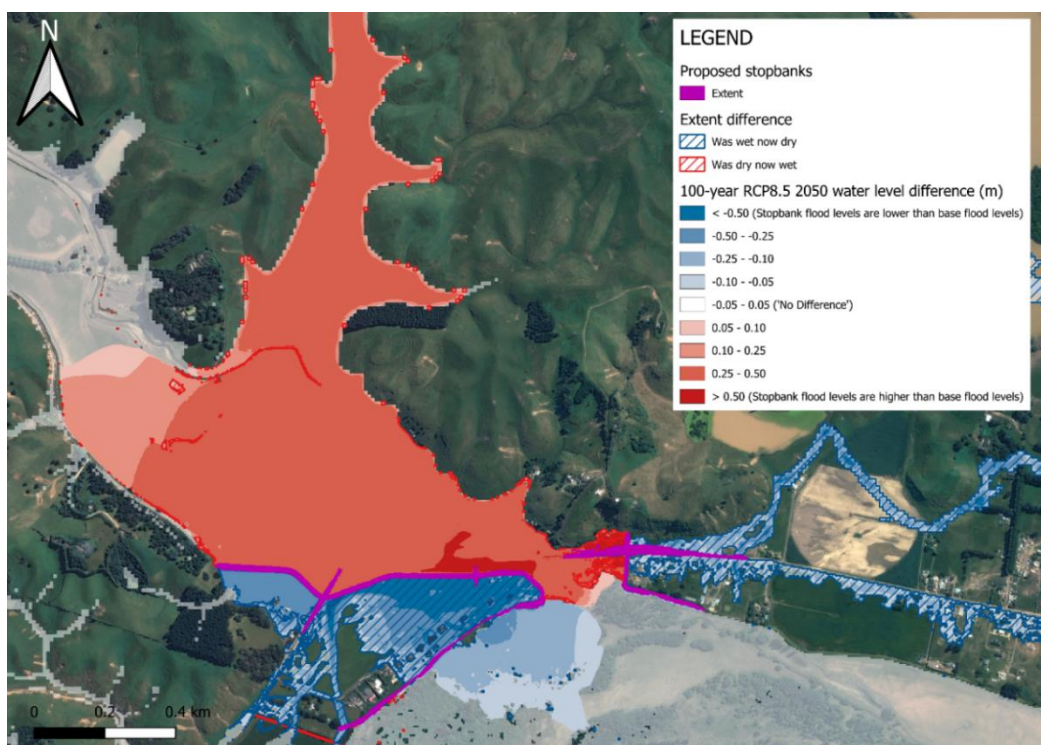 N
LEGEND
Proposed stopbanks
Extent
Extent difference
Was wet now dry
Was dry now wet
100-year RCP8.5 2050 water level difference (m)
< -0.50 (Stopbank flood levels are lower than base flood levels)
-0.50 - -0.25
-0.25 - -0.10
-0.10 - -0.05
-0.05 - 0.05 ('No Difference')
0.05 - 0.10
0.10 - 0.25
0.25 - 0.50
> 0.50 (Stopbank flood levels are higher than base flood levels)
0 0.2 0.4 km